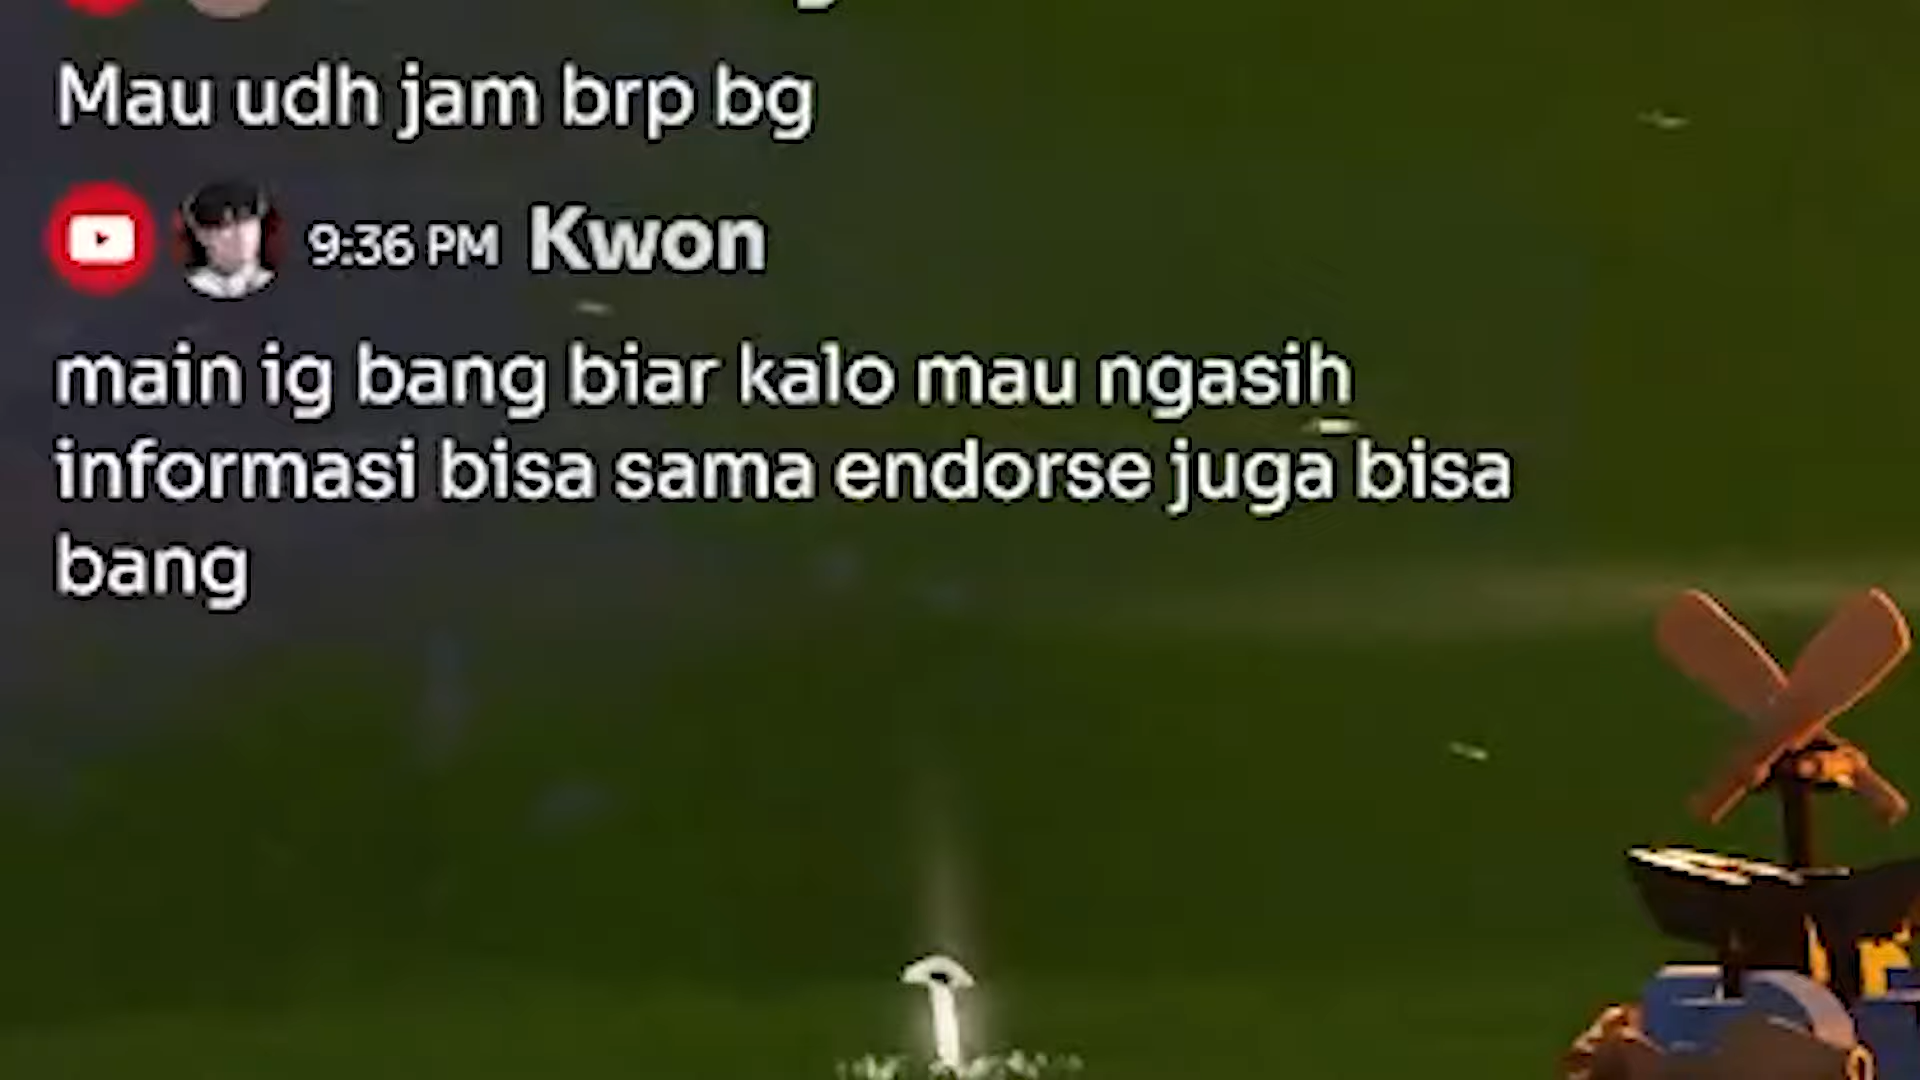 Mau udh jam brp bg
9:36 PM Kwon
main ig bang biar kalo mau ngasih
informasi bisa sama endorse juga bisa
bang